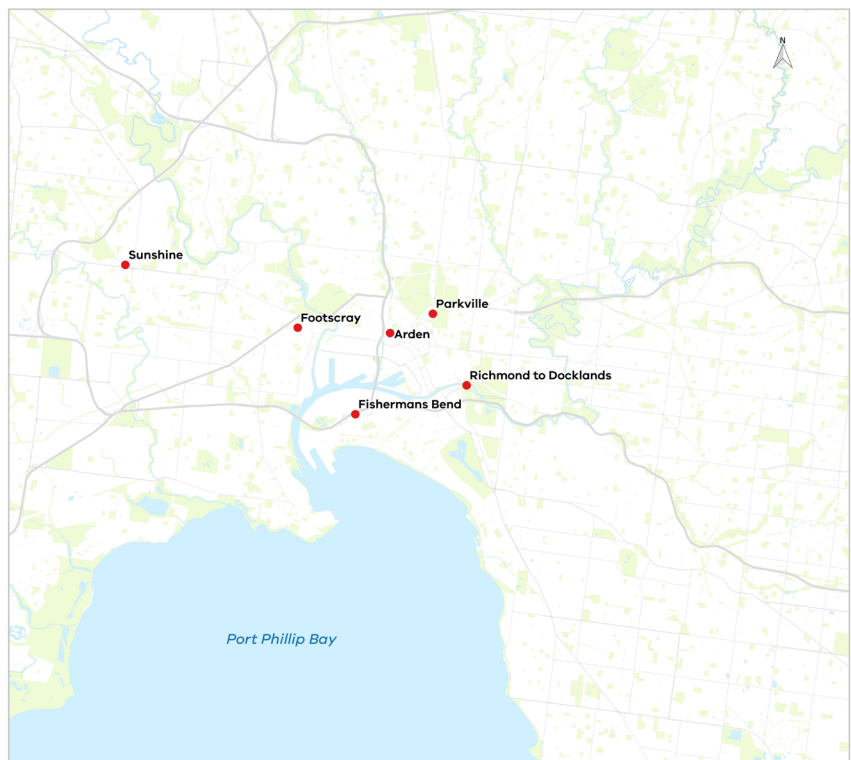 N
Sunshine
Parkville
Footscray
Arden
Richmond to Docklands
Fishermans Bend
Port Phillip Bay